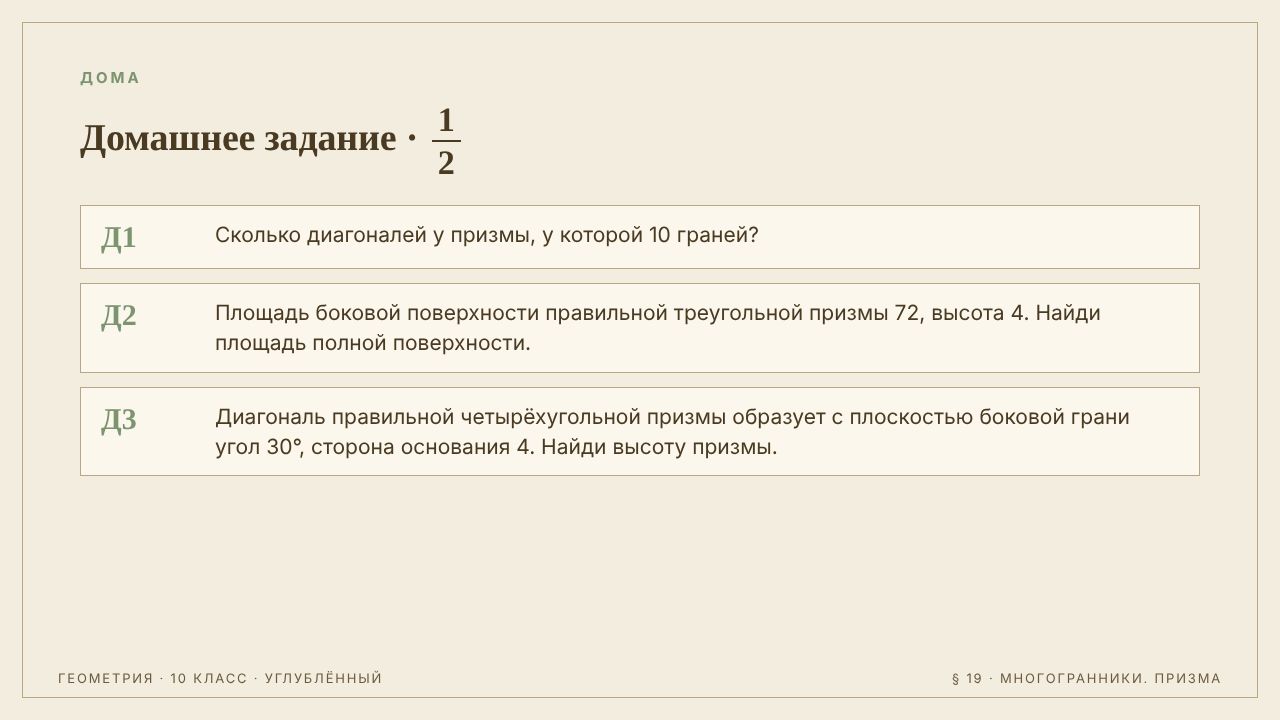 ДОМА
Домашнее задание · 1/2
Д1
Сколько диагоналей у призмы, у которой 10 граней?
Д2
Площадь боковой поверхности правильной треугольной призмы 72, высота 4. Найди
площадь полной поверхности.
Д3
Диагональ правильной четырёхугольной призмы образует с плоскостью боковой грани
угол 30°, сторона основания 4. Найди высоту призмы.
ГЕОМЕТРИЯ · 10 КЛАСС · УГЛУБЛЁННЫЙ
§ 19 · МНОГОГРАННИКИ. ПРИЗМА